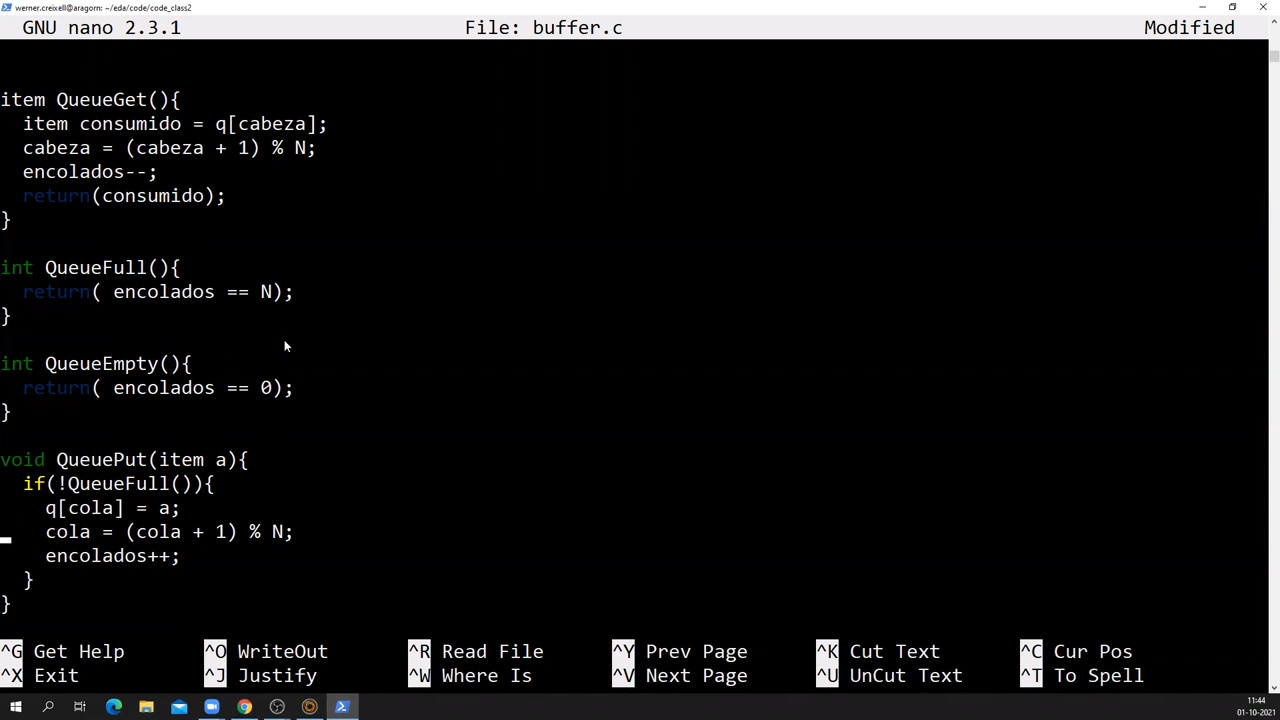 werner.creixell@aragorn: ~/eda/code/code_class2
GNU nano 2.3.1 File: buffer.c Modified
item QueueGet(){
  item consumido = q[cabeza];
  cabeza = (cabeza + 1) % N;
  encolados--;
  return(consumido);
}
int QueueFull(){
  return( encolados == N);
}
int QueueEmpty(){
  return( encolados == 0);
}
void QueuePut(item a){
  if(!QueueFull()){
    q[cola] = a;
    cola = (cola + 1) % N;
    encolados++;
  }
}
^G Get Help ^O WriteOut ^R Read File ^Y Prev Page ^K Cut Text ^C Cur Pos
^X Exit ^J Justify ^W Where Is ^V Next Page ^U UnCut Text ^T To Spell
11:44
01-10-2021